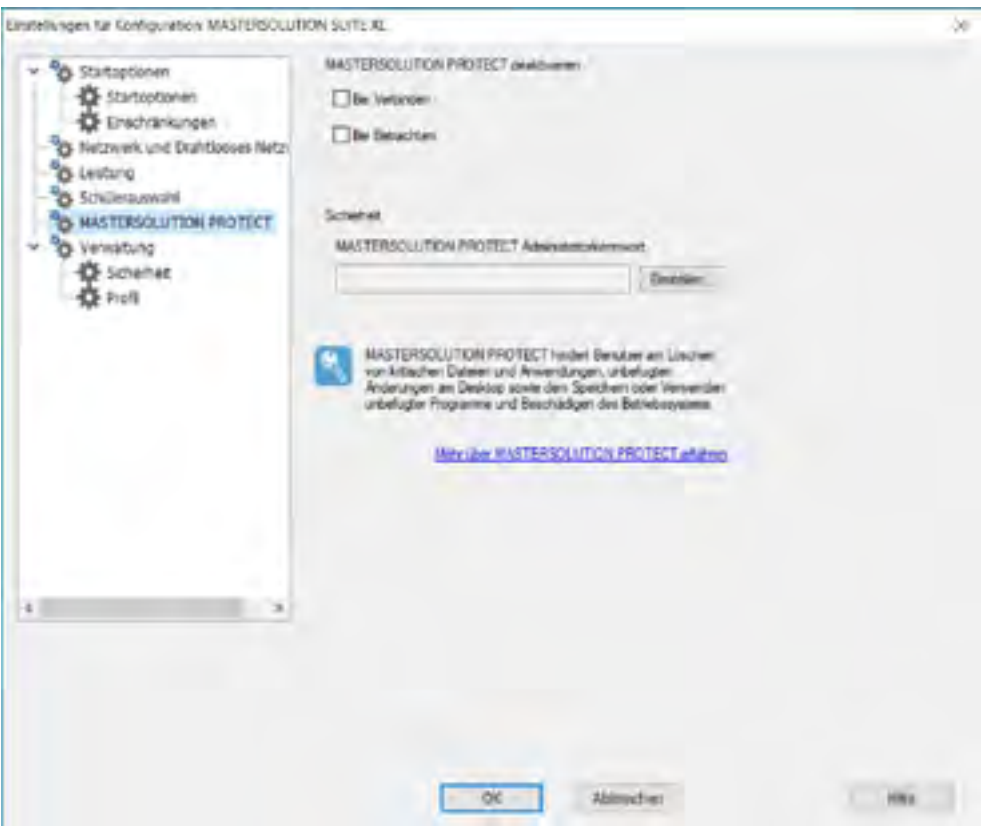 Einstellungen für Konfiguration MASTERSOLUTION SUITE XL
Startoptionen
Startoptionen
Einschränkungen
Netzwerk und Drahtloses Netz
Leistung
Schülerauswahl
MASTERSOLUTION PROTECT
Verwaltung
Sicherheit
Profil
MASTERSOLUTION PROTECT deaktivieren
Bei Verbinden
Bei Betrachten
Sicherheit
MASTERSOLUTION PROTECT Administratorkennwort
Einstellen...
MASTERSOLUTION PROTECT hindert Benutzer am Löschen
von kritischen Dateien und Anwendungen, unbefugten
Änderungen am Desktop sowie dem Speichern oder Verwenden
unbefugter Programme und Beschädigen des Betriebssystems.
Mehr über MASTERSOLUTION PROTECT erfahren
OK
Abbrechen
Hilfe